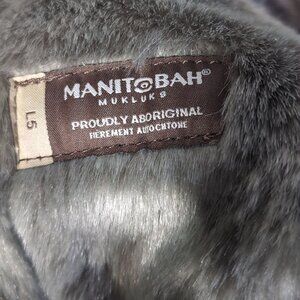 MANITOBAH®
MUKLUKS
PROUDLY ABORIGINAL
FIEREMENT AUTOCHTONE
L5